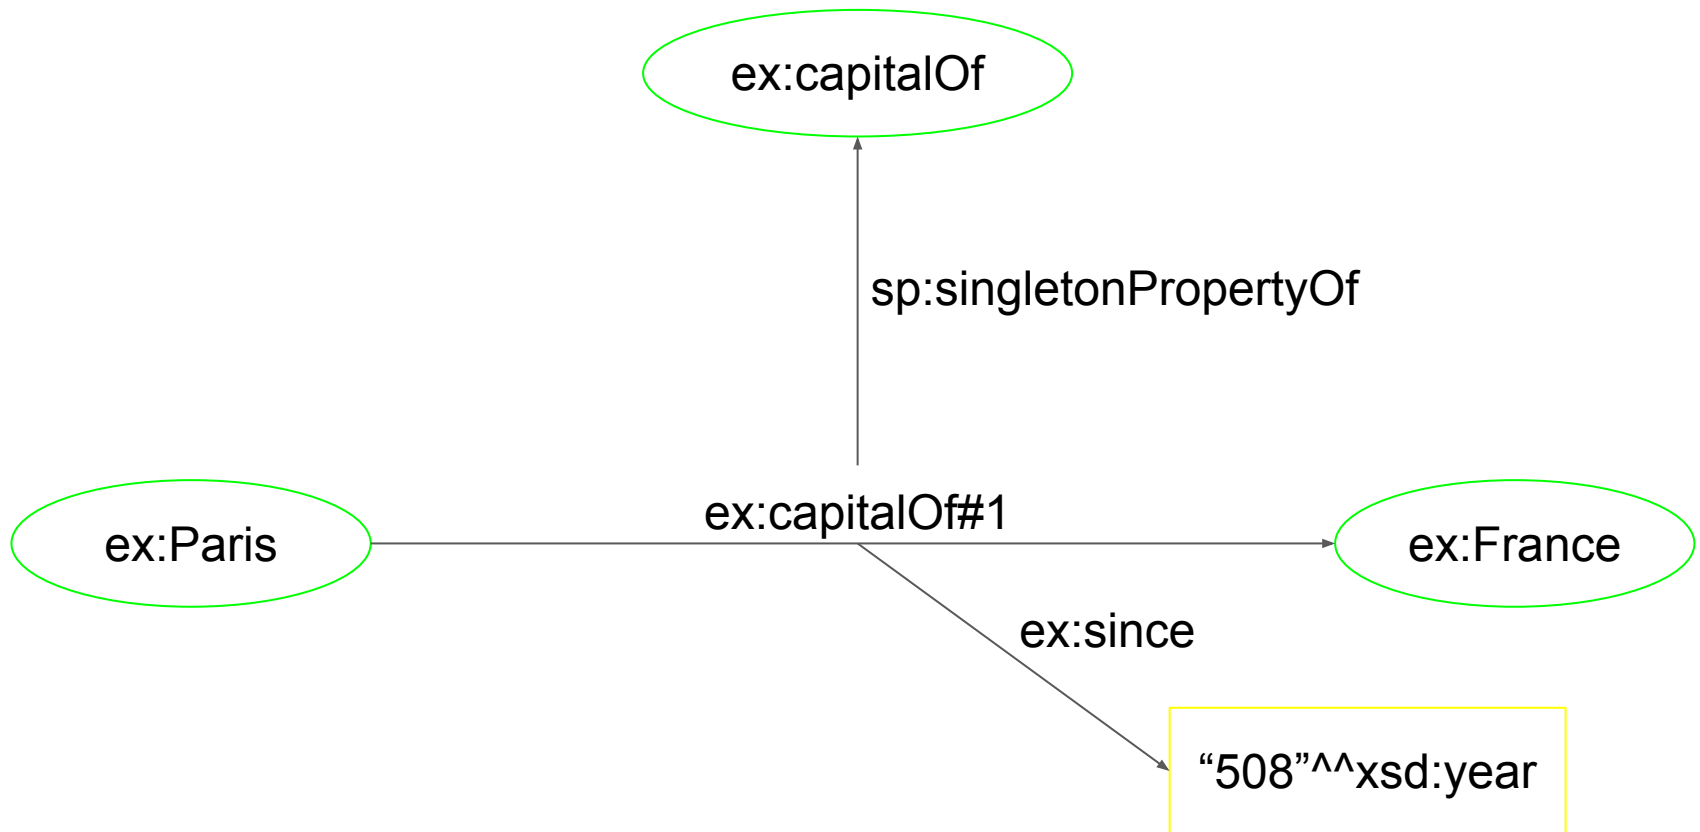 ex:capitalOf
sp:singletonPropertyOf
ex:capitalOf#1
ex:Paris
ex:France
ex:since
“508”^^xsd:year